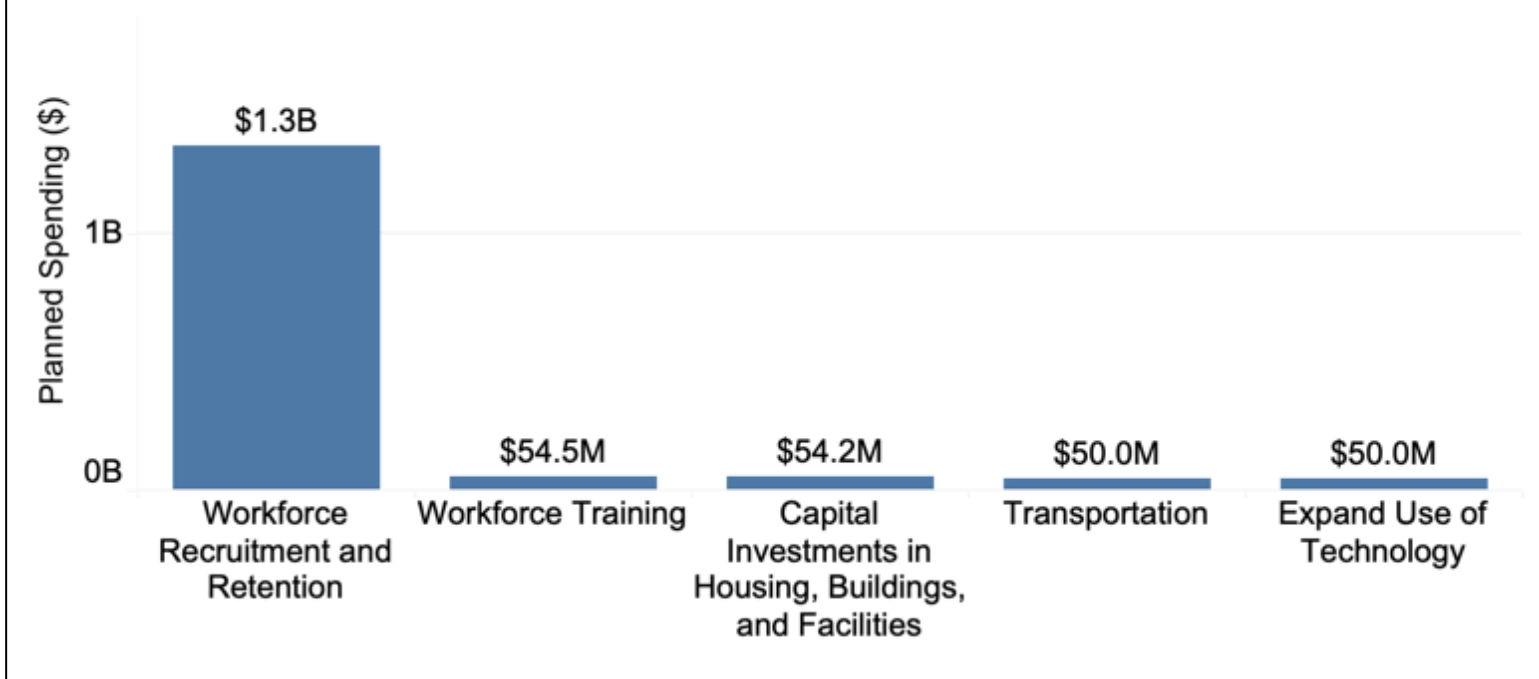 Planned Spending ($)
1B
0B
$1.3B
$54.5M
$54.2M
$50.0M
$50.0M
Workforce
Recruitment and
Retention
Workforce Training
Capital
Investments in
Housing, Buildings,
and Facilities
Transportation
Expand Use of
Technology